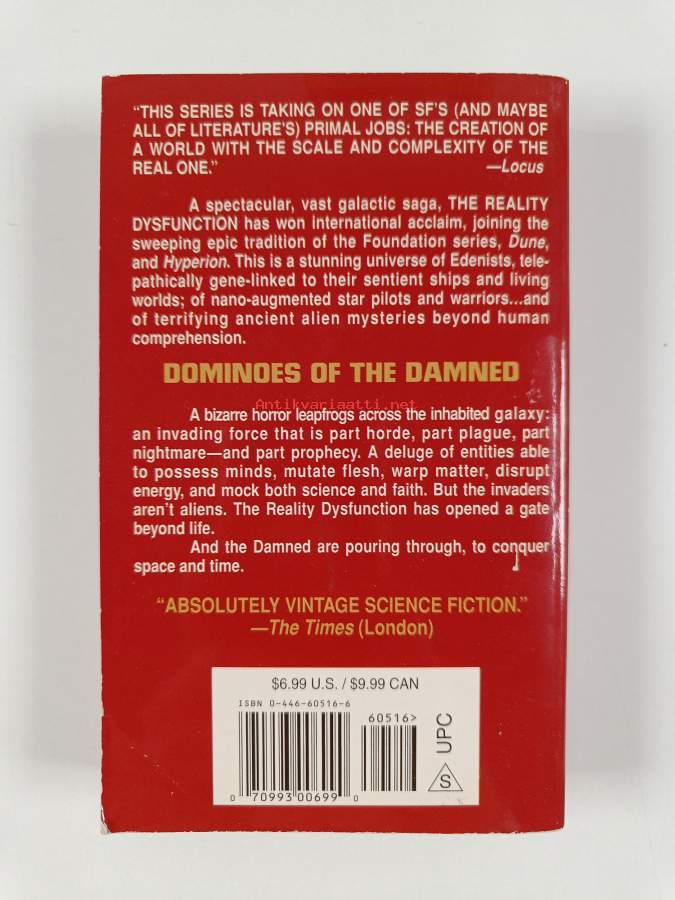 “THIS SERIES IS TAKING ON ONE OF SF’S (AND MAYBE
ALL OF LITERATURE’S) PRIMAL JOBS: THE CREATION OF
A WORLD WITH THE SCALE AND COMPLEXITY OF THE
REAL ONE.” —Locus
A spectacular, vast galactic saga, THE REALITY
DYSFUNCTION has won international acclaim, joining the
sweeping epic tradition of the Foundation series, Dune,
and Hyperion. This is a stunning universe of Edenists, tele-
pathically gene-linked to their sentient ships and living
worlds; of nano-augmented star pilots and warriors...and
of terrifying ancient alien mysteries beyond human
comprehension.
DOMINOES OF THE DAMNED
Antikvariaatti.net
A bizarre horror leapfrogs across the inhabited galaxy:
an invading force that is part horde, part plague, part
nightmare—and part prophecy. A deluge of entities able
to possess minds, mutate flesh, warp matter, disrupt
energy, and mock both science and faith. But the invaders
aren’t aliens. The Reality Dysfunction has opened a gate
beyond life.
And the Damned are pouring through, to conquer
space and time.
“ABSOLUTELY VINTAGE SCIENCE FICTION.”
—The Times (London)
$6.99 U.S. / $9.99 CAN
ISBN 0-446-60516-6
60516>
0 70993 00699 0
S UPC